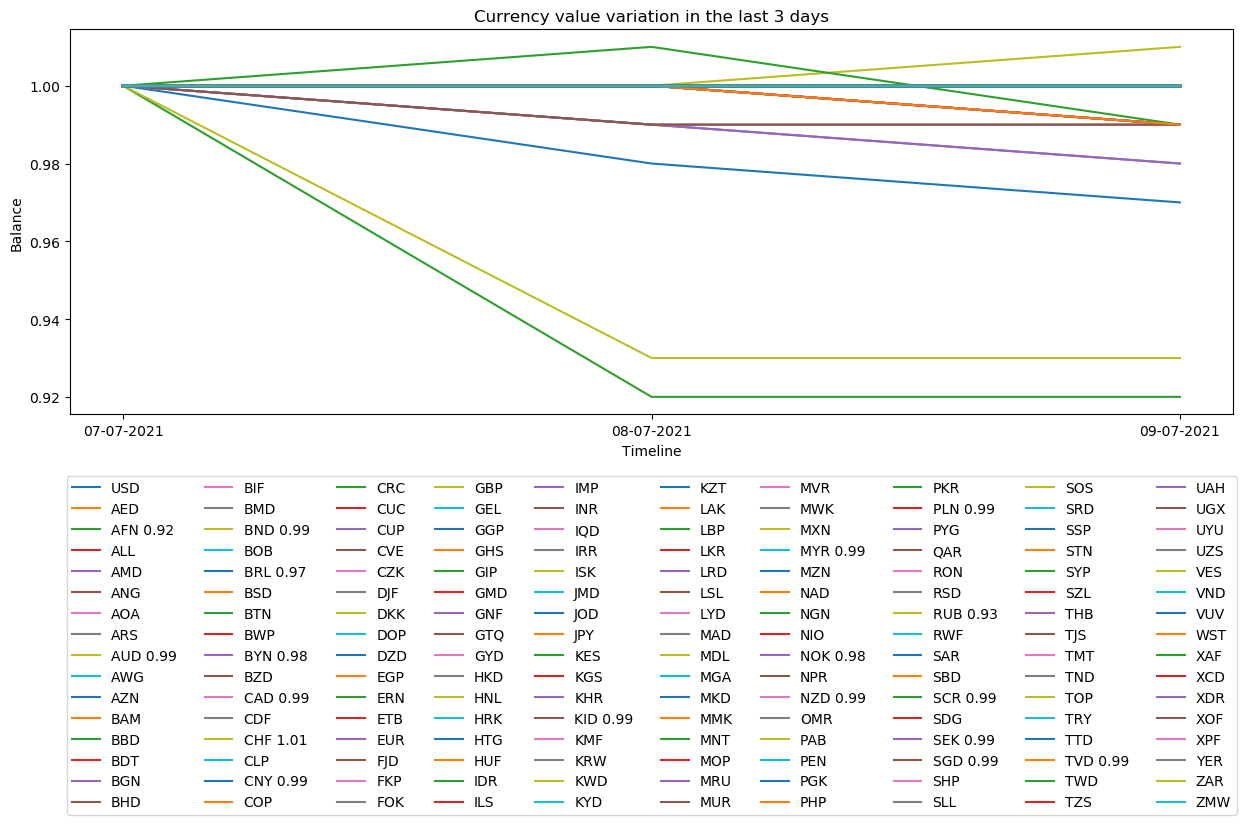 Currency value variation in the last 3 days
Balance
1.00
0.98
0.96
0.94
0.92
07-07-2021 08-07-2021 09-07-2021
Timeline
USD BIF CRC GBP IMP KZT MVR PKR SOS UAH
AED BMD CUC GEL INR LAK MWK PLN 0.99 SRD UGX
AFN 0.92 BND 0.99 CUP GGP IQD LBP MXN PYG SSP UYU
ALL BOB CVE GHS IRR LKR MYR 0.99 QAR STN UZS
AMD BRL 0.97 CZK GIP ISK LRD MZN RON SYP VES
ANG BSD DJF GMD JMD LSL NAD RSD SZL VND
AOA BTN DKK GNF JOD LYD NGN RUB 0.93 THB VUV
ARS BWP DOP GTQ JPY MAD NIO RWF TJS WST
AUD 0.99 BYN 0.98 DZD GYD KES MDL NOK 0.98 SAR TMT XAF
AWG BZD EGP HKD KGS MGA NPR SBD TND XCD
AZN CAD 0.99 ERN HNL KHR MKD NZD 0.99 SCR 0.99 TOP XDR
BAM CDF ETB HRK KID 0.99 MMK OMR SDG TRY XOF
BBD CHF 1.01 EUR HTG KMF MNT PAB SEK 0.99 TTD XPF
BDT CLP FJD HUF KRW MOP PEN SGD 0.99 TVD 0.99 YER
BGN CNY 0.99 FKP IDR KWD MRU PGK SHP TWD ZAR
BHD COP FOK ILS KYD MUR PHP SLL TZS ZMW